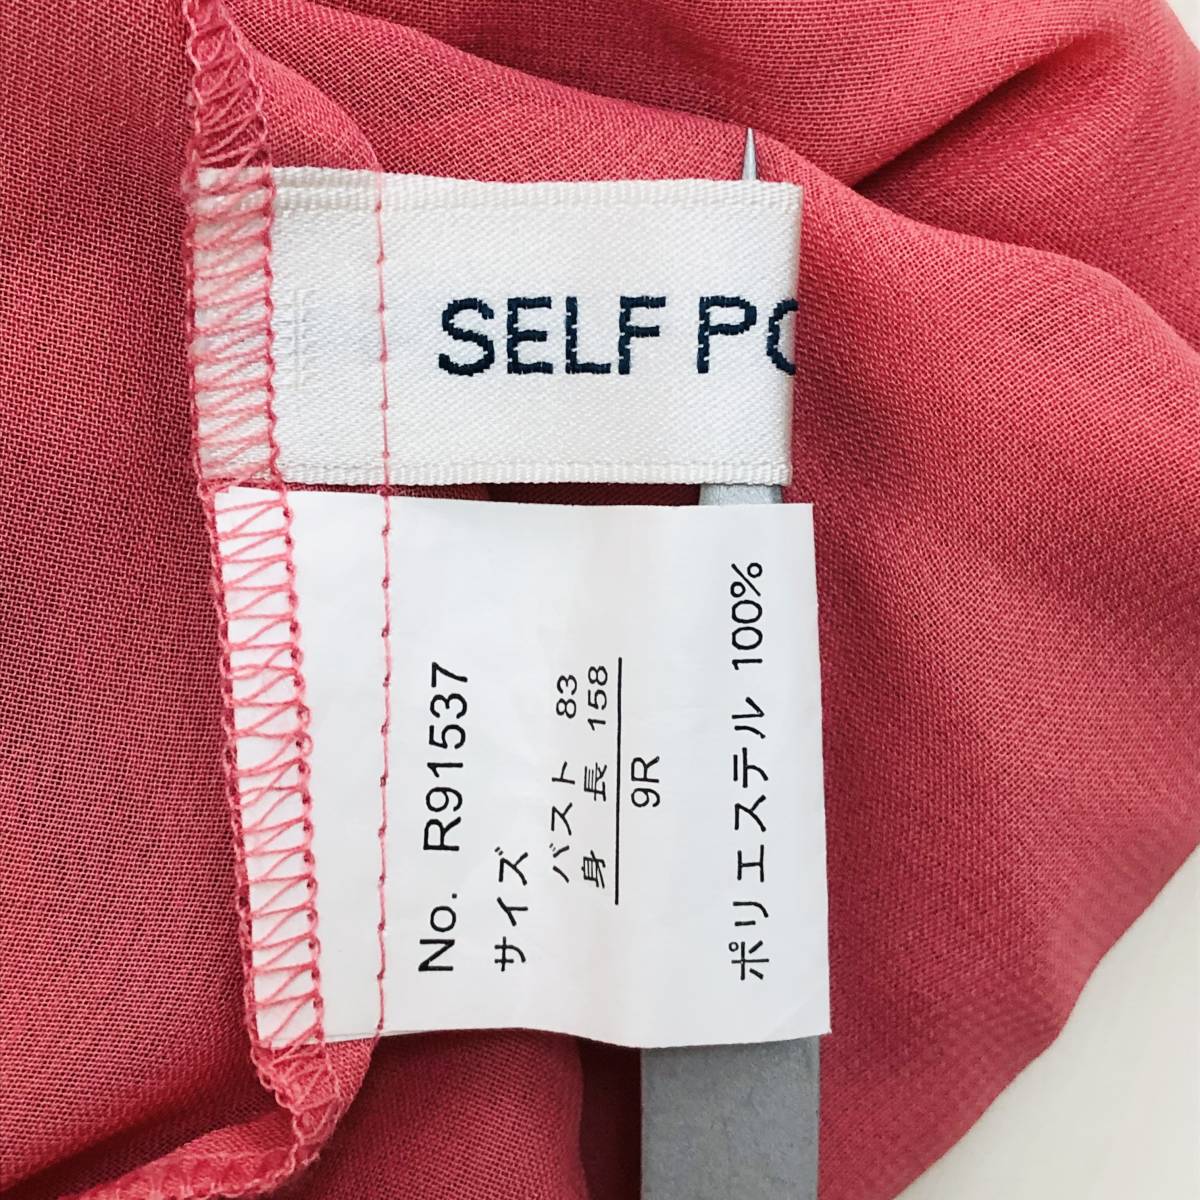 SELF PO
No. R91537
サイズ
バスト 83
身 長 158
9R
ポリエステル 100%